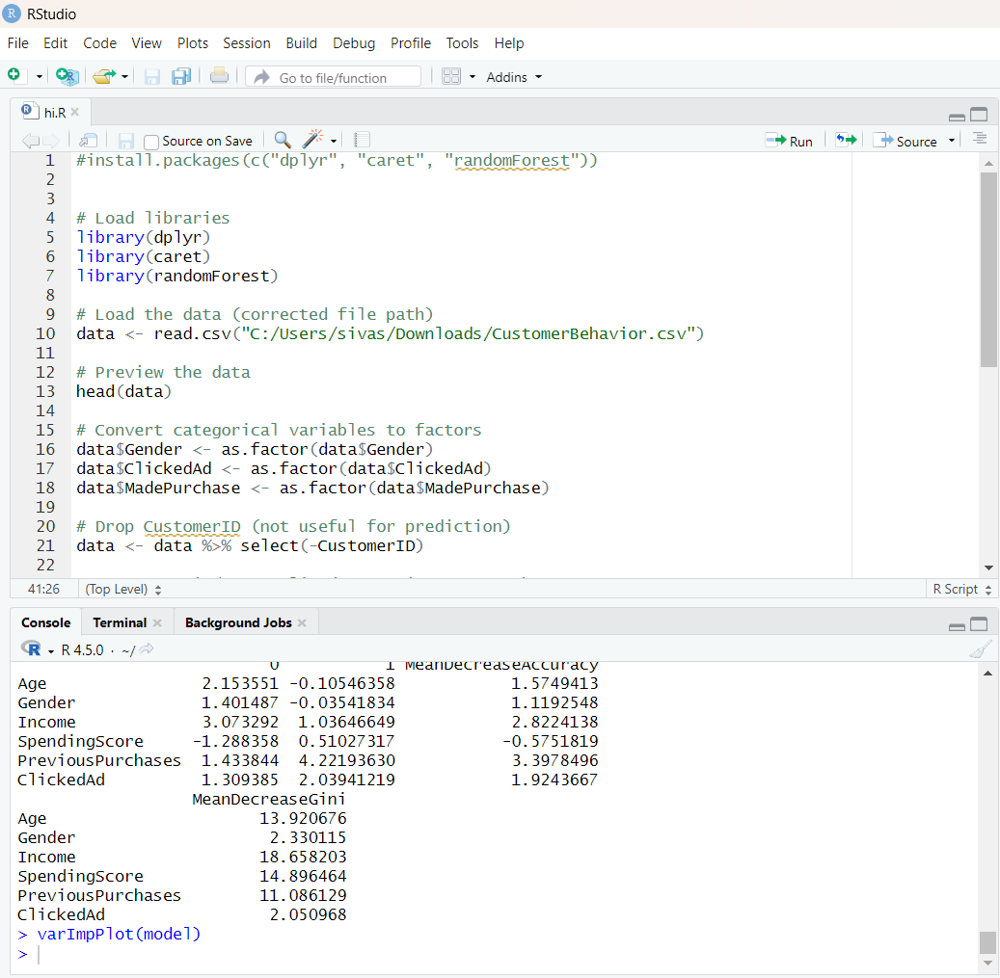 RStudio
File Edit Code View Plots Session Build Debug Profile Tools Help
Go to file/function Addins
hi.R
Source on Save Run Source
1 #install.packages(c("dplyr", "caret", "randomForest"))
2
3
4 # Load libraries
5 library(dplyr)
6 library(caret)
7 library(randomForest)
8
9 # Load the data (corrected file path)
10 data <- read.csv("C:/Users/sivas/Downloads/CustomerBehavior.csv")
11
12 # Preview the data
13 head(data)
14
15 # Convert categorical variables to factors
16 data$Gender <- as.factor(data$Gender)
17 data$ClickedAd <- as.factor(data$ClickedAd)
18 data$MadePurchase <- as.factor(data$MadePurchase)
19
20 # Drop CustomerID (not useful for prediction)
21 data <- data %>% select(-CustomerID)
22
41:26 (Top Level) R Script
Console Terminal Background Jobs
R 4.5.0 · ~/
0 1 MeanDecreaseAccuracy
Age 2.153551 -0.10546358 1.5749413
Gender 1.401487 -0.03541834 1.1192548
Income 3.073292 1.03646649 2.8224138
SpendingScore -1.288358 0.51027317 -0.5751819
PreviousPurchases 1.433844 4.22193630 3.3978496
ClickedAd 1.309385 2.03941219 1.9243667
MeanDecreaseGini
Age 13.920676
Gender 2.330115
Income 18.658203
SpendingScore 14.896464
PreviousPurchases 11.086129
ClickedAd 2.050968
> varImpPlot(model)
>